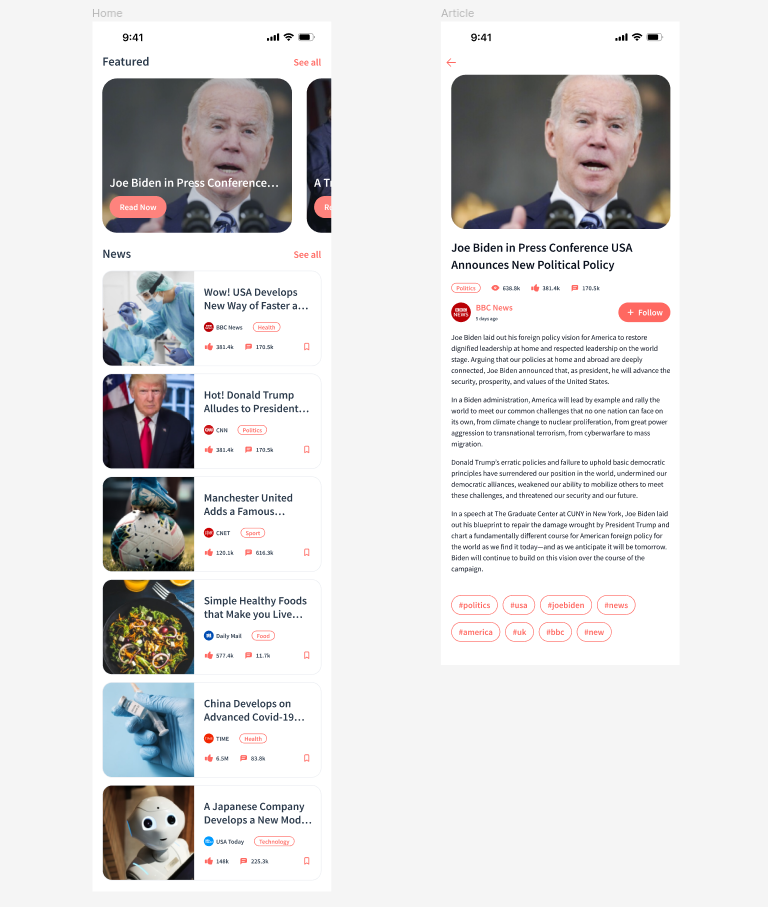 Home
9:41
Featured
See all
Joe Biden in Press Conference...
Read Now
A Tr
Re
News
See all
Wow! USA Develops
New Way of Faster a...
BBC News
Health
381.4k
170.5k
Hot! Donald Trump
Alludes to President...
CNN
Politics
381.4k
170.5k
Manchester United
Adds a Famous...
CNET
Sport
120.1k
616.3k
Simple Healthy Foods
that Make you Live...
Daily Mail
Food
577.4k
11.7k
China Develops on
Advanced Covid-19...
TIME
Health
6.5M
83.8k
A Japanese Company
Develops a New Mod...
USA Today
Technology
148k
225.3k
Article
9:41
Joe Biden in Press Conference USA
Announces New Political Policy
Politics
638.8k
381.4k
170.5k
BBC
NEWS
BBC News
5 days ago
+ Follow
Joe Biden laid out his foreign policy vision for America to restore
dignified leadership at home and respected leadership on the world
stage. Arguing that our policies at home and abroad are deeply
connected, Joe Biden announced that, as president, he will advance the
security, prosperity, and values of the United States.
In a Biden administration, America will lead by example and rally the
world to meet our common challenges that no one nation can face on
its own, from climate change to nuclear proliferation, from great power
aggression to transnational terrorism, from cyberwarfare to mass
migration.
Donald Trump's erratic policies and failure to uphold basic democratic
principles have surrendered our position in the world, undermined our
democratic alliances, weakened our ability to mobilize others to meet
these challenges, and threatened our security and our future.
In a speech at The Graduate Center at CUNY in New York, Joe Biden laid
out his blueprint to repair the damage wrought by President Trump and
chart a fundamentally different course for American foreign policy for
the world as we find it today—and as we anticipate it will be tomorrow.
Biden will continue to build on this vision over the course of the
campaign.
#politics
#usa
#joebiden
#news
#america
#uk
#bbc
#new